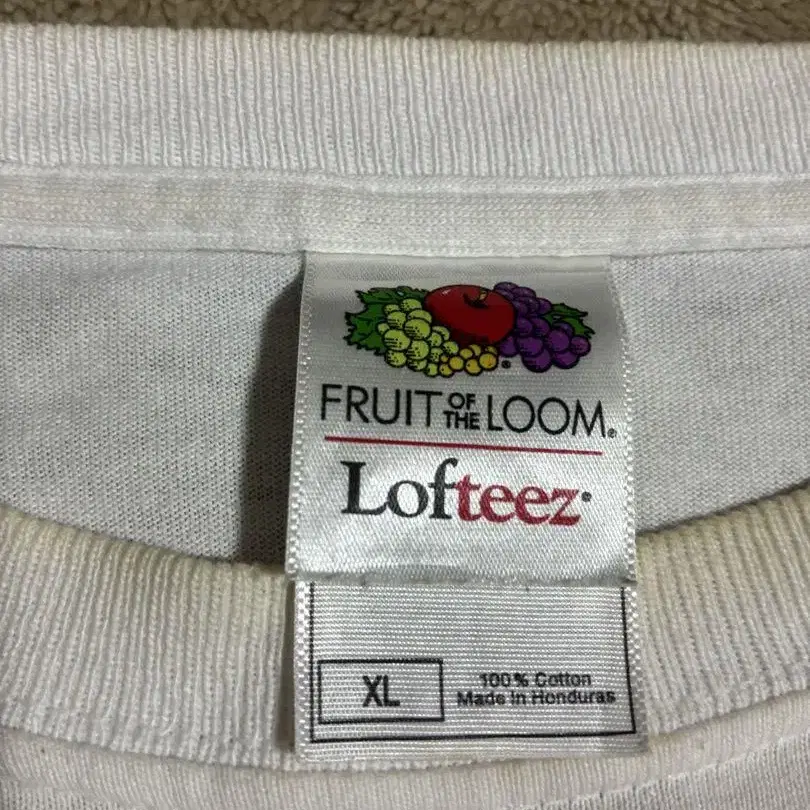 FRUIT OF THE LOOM®
Lofteez®
XL
100% Cotton
Made in Honduras